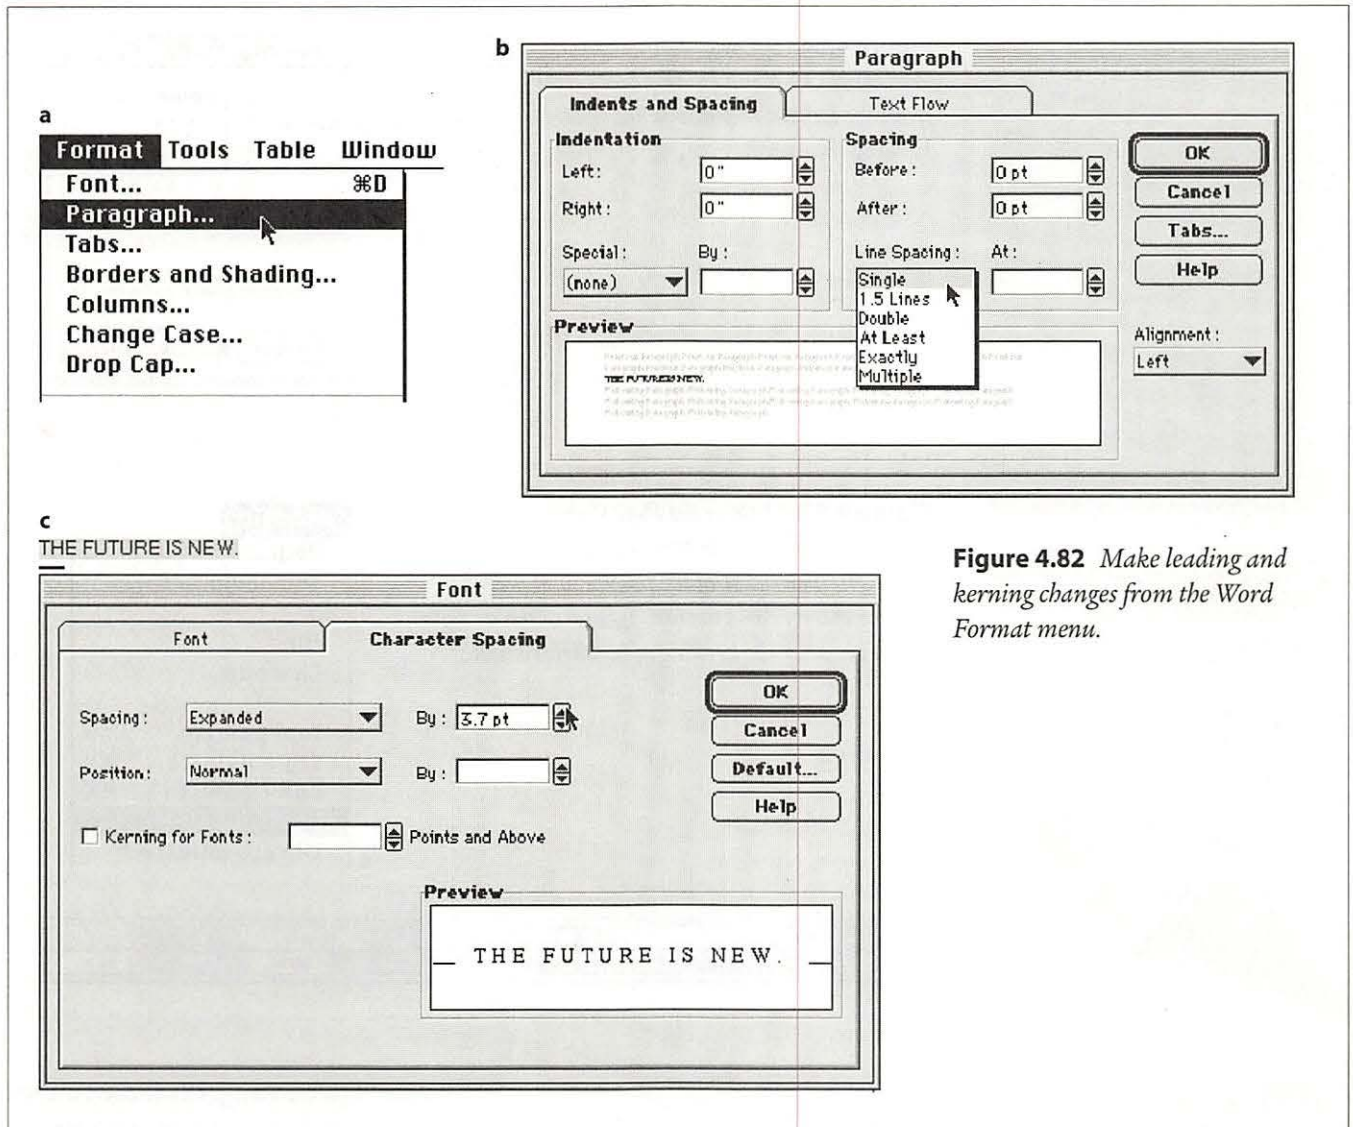 a
Format Tools Table Window
Font... ⌘D
Paragraph...
Tabs...
Borders and Shading...
Columns...
Change Case...
Drop Cap...
b
Paragraph
Indents and Spacing Text Flow
Indentation
Left: 0"
Right: 0"
Special: By:
(none)
Spacing
Before: 0 pt
After: 0 pt
Line Spacing: At:
Single
1.5 Lines
Double
At Least
Exactly
Multiple
OK
Cancel
Tabs...
Help
Alignment:
Left
Preview
THE FUTURE IS NEW.
c
THE FUTURE IS NEW.
Font
Font Character Spacing
Spacing: Expanded By: 3.7 pt
Position: Normal By:
Kerning for Fonts: Points and Above
OK
Cancel
Default...
Help
Preview
THE FUTURE IS NEW.
Figure 4.82 Make leading and
kerning changes from the Word
Format menu.